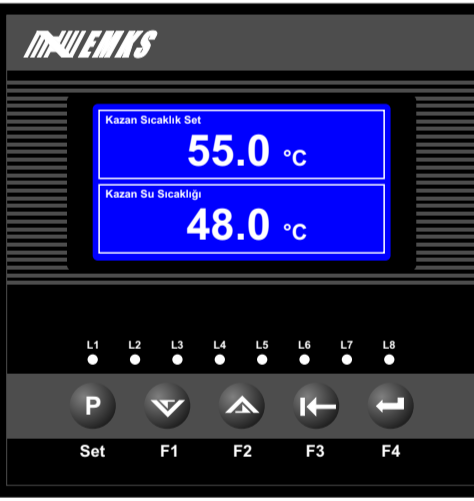 EMKS
Kazan Sıcaklık Set
55.0 °C
Kazan Su Sıcaklığı
48.0 °C
L1 L2 L3 L4 L5 L6 L7 L8
P
Set F1 F2 F3 F4